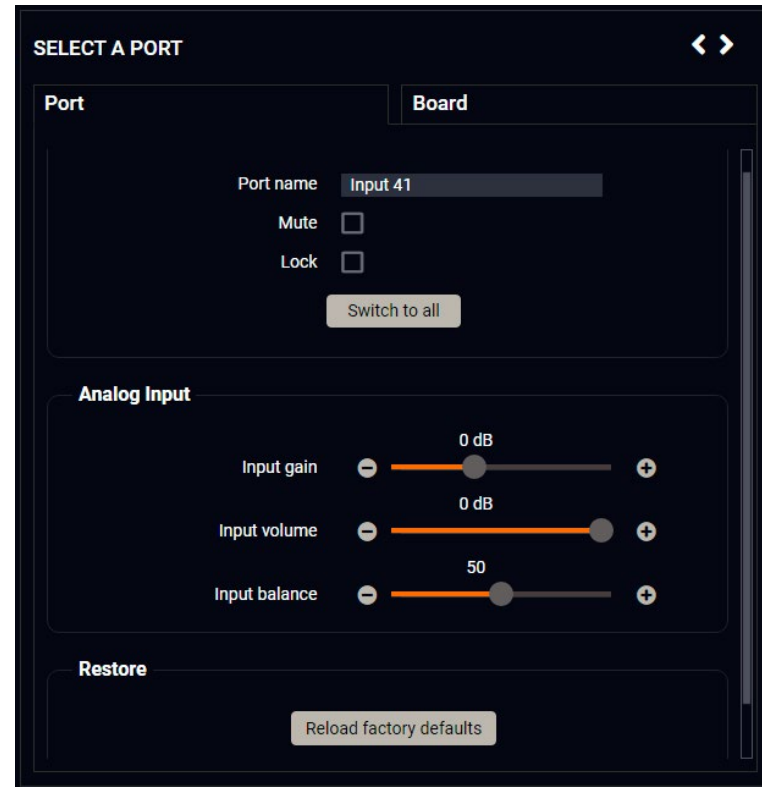 SELECT A PORT
Port Board
Port name Input 41
Mute
Lock
Switch to all
Analog Input
0 dB
Input gain
0 dB
Input volume
50
Input balance
Restore
Reload factory defaults